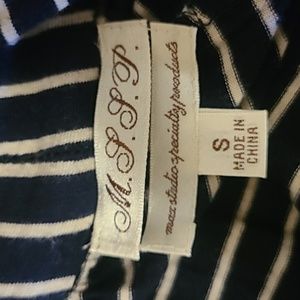 M.S.S.P.
max studio specialty products
S
MADE IN
CHINA